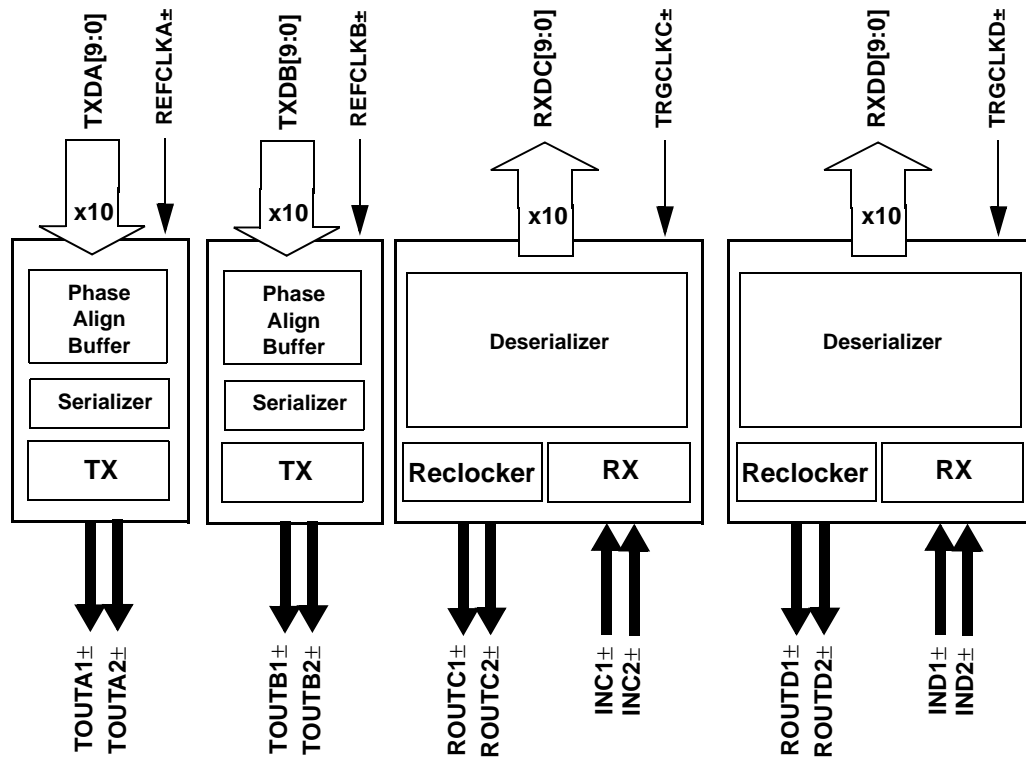 TXDA[9:0]
REFCLKA±
TXDB[9:0]
REFCLKB±
RXDC[9:0]
TRGCLKC±
RXDD[9:0]
TRGCLKD±
x10
x10
x10
x10
Phase
Align
Buffer
Serializer
TX
Phase
Align
Buffer
Serializer
TX
Deserializer
Reclocker
RX
Deserializer
Reclocker
RX
TOUTA1±
TOUTA2±
TOUTB1±
TOUTB2±
ROUTC1±
ROUTC2±
INC1±
INC2±
ROUTD1±
ROUTD2±
IND1±
IND2±